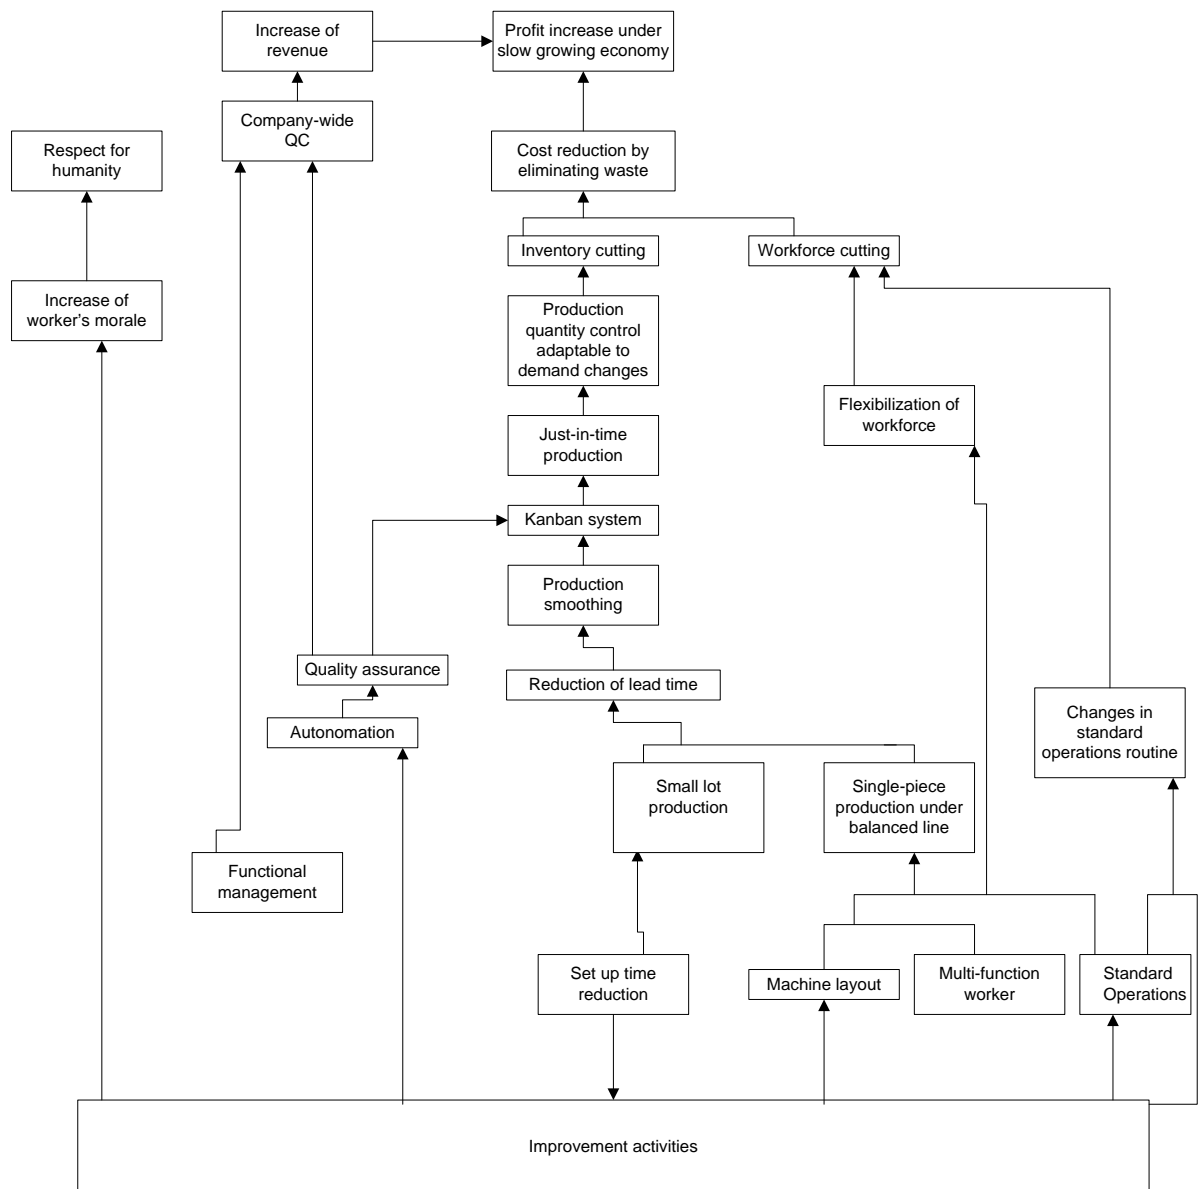 Increase of
revenue
Profit increase under
slow growing economy
Company-wide
QC
Respect for
humanity
Cost reduction by
eliminating waste
Inventory cutting
Workforce cutting
Increase of
worker's morale
Production
quantity control
adaptable to
demand changes
Flexibilization of
workforce
Just-in-time
production
Kanban system
Production
smoothing
Quality assurance
Reduction of lead time
Autonomation
Changes in
standard
operations routine
Small lot
production
Single-piece
production under
balanced line
Functional
management
Set up time
reduction
Machine layout
Multi-function
worker
Standard
Operations
Improvement activities